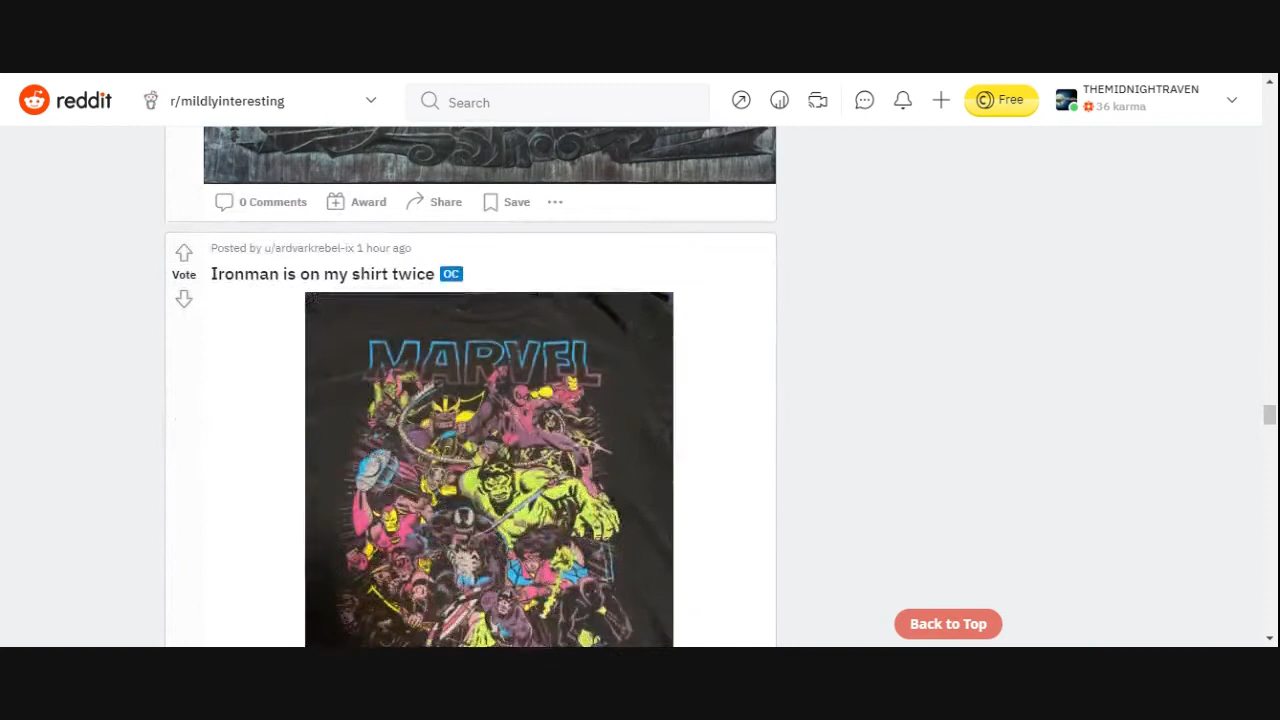 reddit r/mildlyinteresting Search Free THEMIDNIGHTRAVEN
36 karma
0 Comments Award Share Save
Posted by u/ardvarkrebel-ix 1 hour ago
Vote
Ironman is on my shirt twice OC
MARVEL
Back to Top